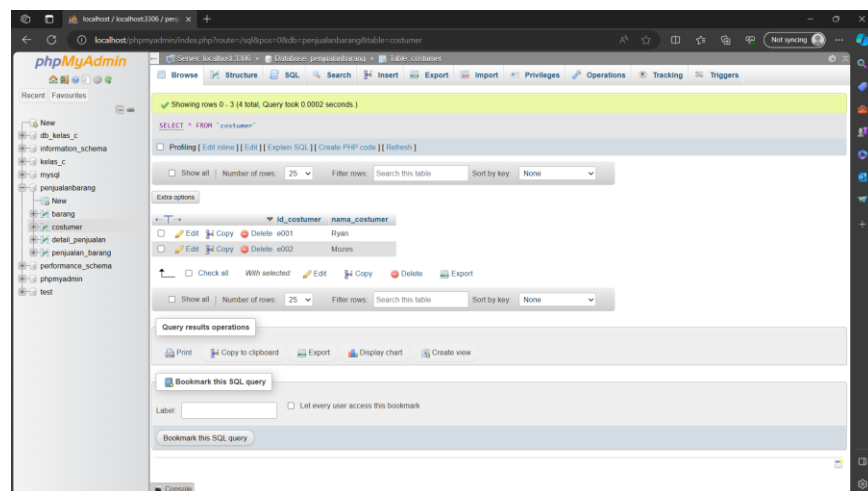 localhost / localhost:3306 / penj
Not syncing
localhost/phpmyadmin/index.php?route=/sql&pos=0&db=penjualanbarang&table=costumer
phpMyAdmin
Recent Favourites
New
db_kelas_c
information_schema
kelas_c
mysql
penjualanbarang
New
barang
costumer
detail_penjualan
penjualan_barang
performance_schema
phpmyadmin
test
Server: localhost:3306 » Database: penjualanbarang » Table: costumer
Browse Structure SQL Search Insert Export Import Privileges Operations Tracking Triggers
Showing rows 0 - 3 (4 total, Query took 0.0002 seconds.)
SELECT * FROM `costumer`
Profiling [ Edit inline ] [ Edit ] [ Explain SQL ] [ Create PHP code ] [ Refresh ]
Show all | Number of rows: 25 Filter rows: Search this table Sort by key: None
Extra options
←T→ id_costumer nama_costumer
Edit Copy Delete e001 Ryan
Edit Copy Delete e002 Mozes
Check all With selected: Edit Copy Delete Export
Show all | Number of rows: 25 Filter rows: Search this table Sort by key: None
Query results operations
Print Copy to clipboard Export Display chart Create view
Bookmark this SQL query
Label: Let every user access this bookmark
Bookmark this SQL query
Console